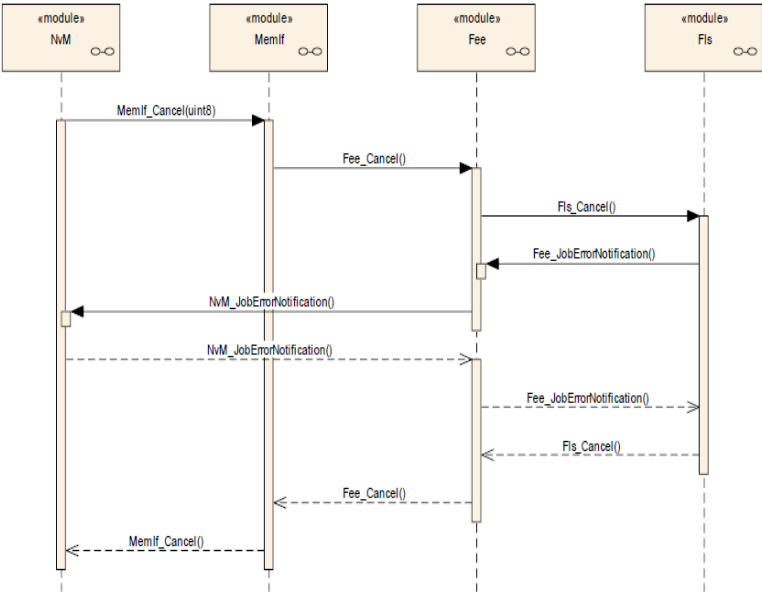 «module»
NvM
«module»
MemIf
«module»
Fee
«module»
Fls
MemIf_Cancel(uint8)
Fee_Cancel()
Fls_Cancel()
Fee_JobErrorNotification()
NvM_JobErrorNotification()
NvM_JobErrorNotification()
Fee_JobErrorNotification()
Fls_Cancel()
Fee_Cancel()
MemIf_Cancel()